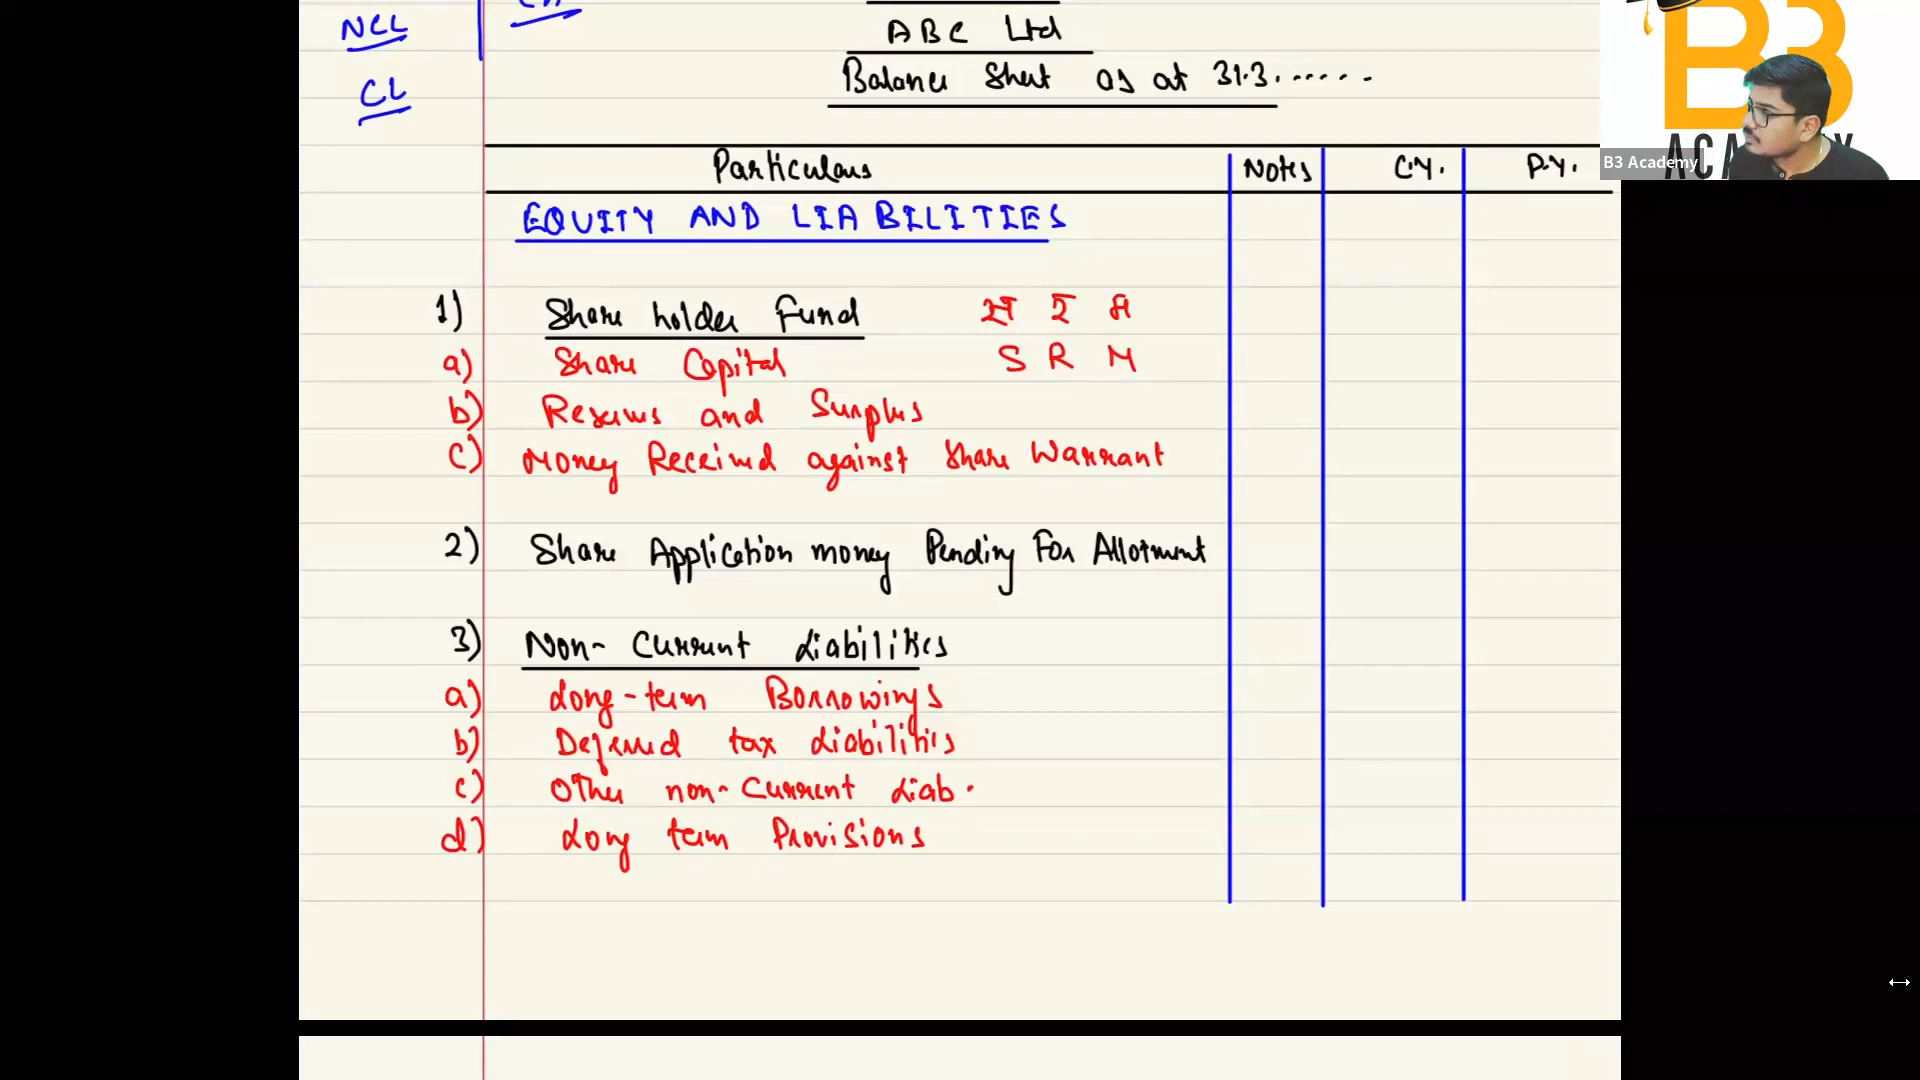 NCL
CL
ABC Ltd
Balance Sheet as at 31.3.......
Particulars Notes C.Y. P.Y.
EQUITY AND LIABILITIES
1) Share holder Fund स र म
a) Share Capital S R M
b) Reserves and Surplus
c) Money Received against Share Warrant
2) Share Application money Pending For Allotment
3) Non-Current Liabilities
a) Long-term Borrowings
b) Deferred tax Liabilities
c) Other non-Current Liab.
d) Long term Provisions
B3
B3 Academy